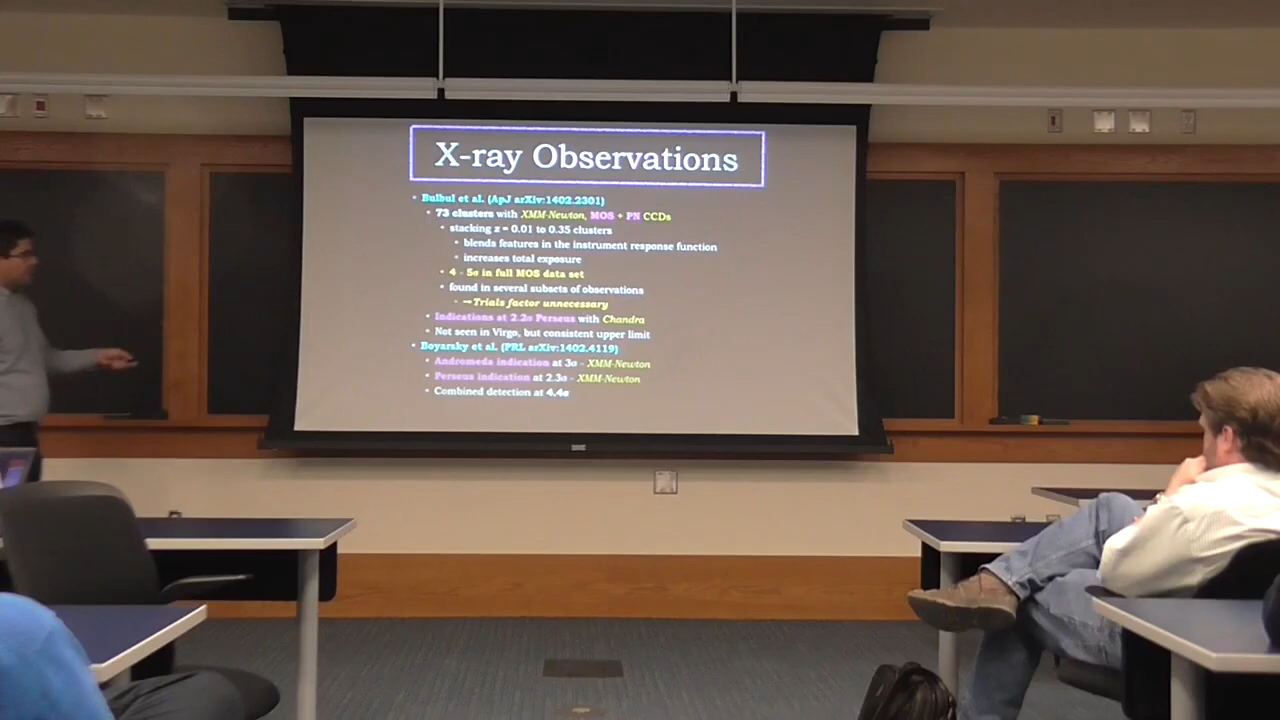 X-ray Observations
• Bulbul et al. (ApJ arXiv:1402.2301)
• 73 clusters with XMM-Newton, MOS + PN CCDs
• stacking z = 0.01 to 0.35 clusters
• blends features in the instrument response function
• increases total exposure
• 4 - 5σ in full MOS data set
• found in several subsets of observations
• →Trials factor unnecessary
• Indications at 2.2σ Perseus with Chandra
• Not seen in Virgo, but consistent upper limit
• Boyarsky et al. (PRL arXiv:1402.4119)
• Andromeda indication at 3σ - XMM-Newton
• Perseus indication at 2.3σ - XMM-Newton
• Combined detection at 4.4σ